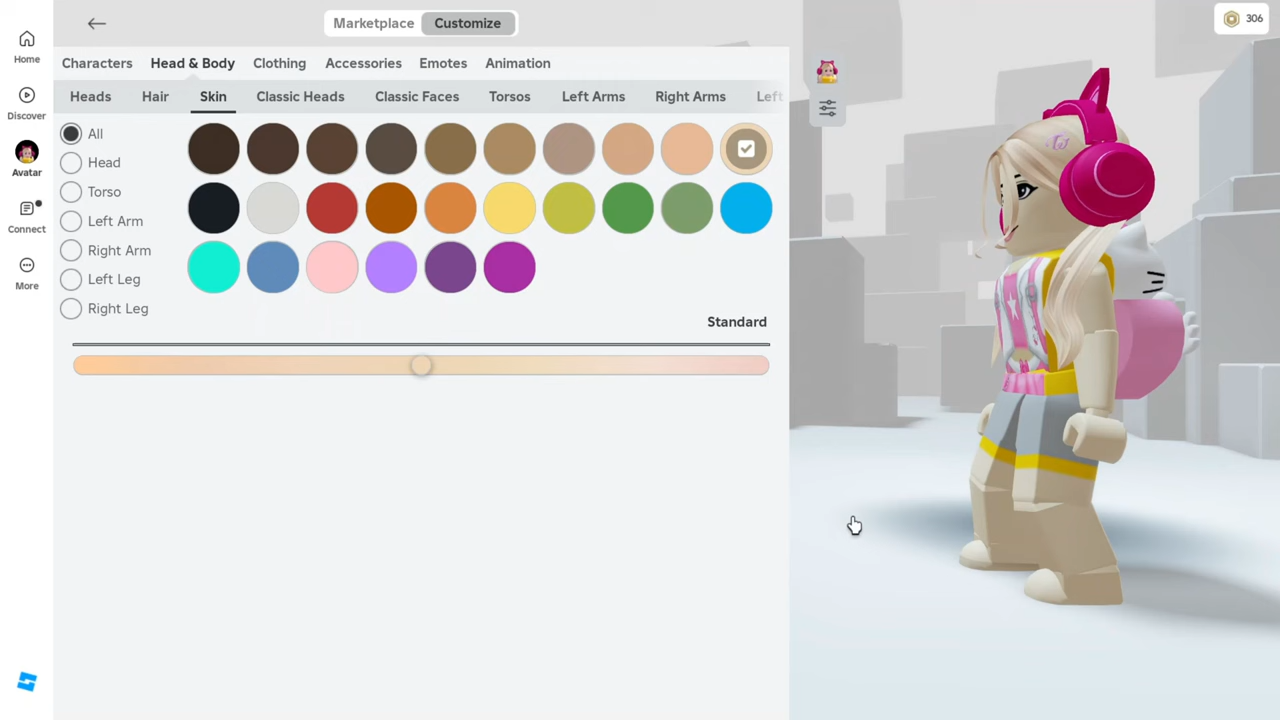 Marketplace Customize
306
Home
Discover
Avatar
Connect
More
Characters Head & Body Clothing Accessories Emotes Animation
Heads Hair Skin Classic Heads Classic Faces Torsos Left Arms Right Arms Left
All
Head
Torso
Left Arm
Right Arm
Left Leg
Right Leg
Standard